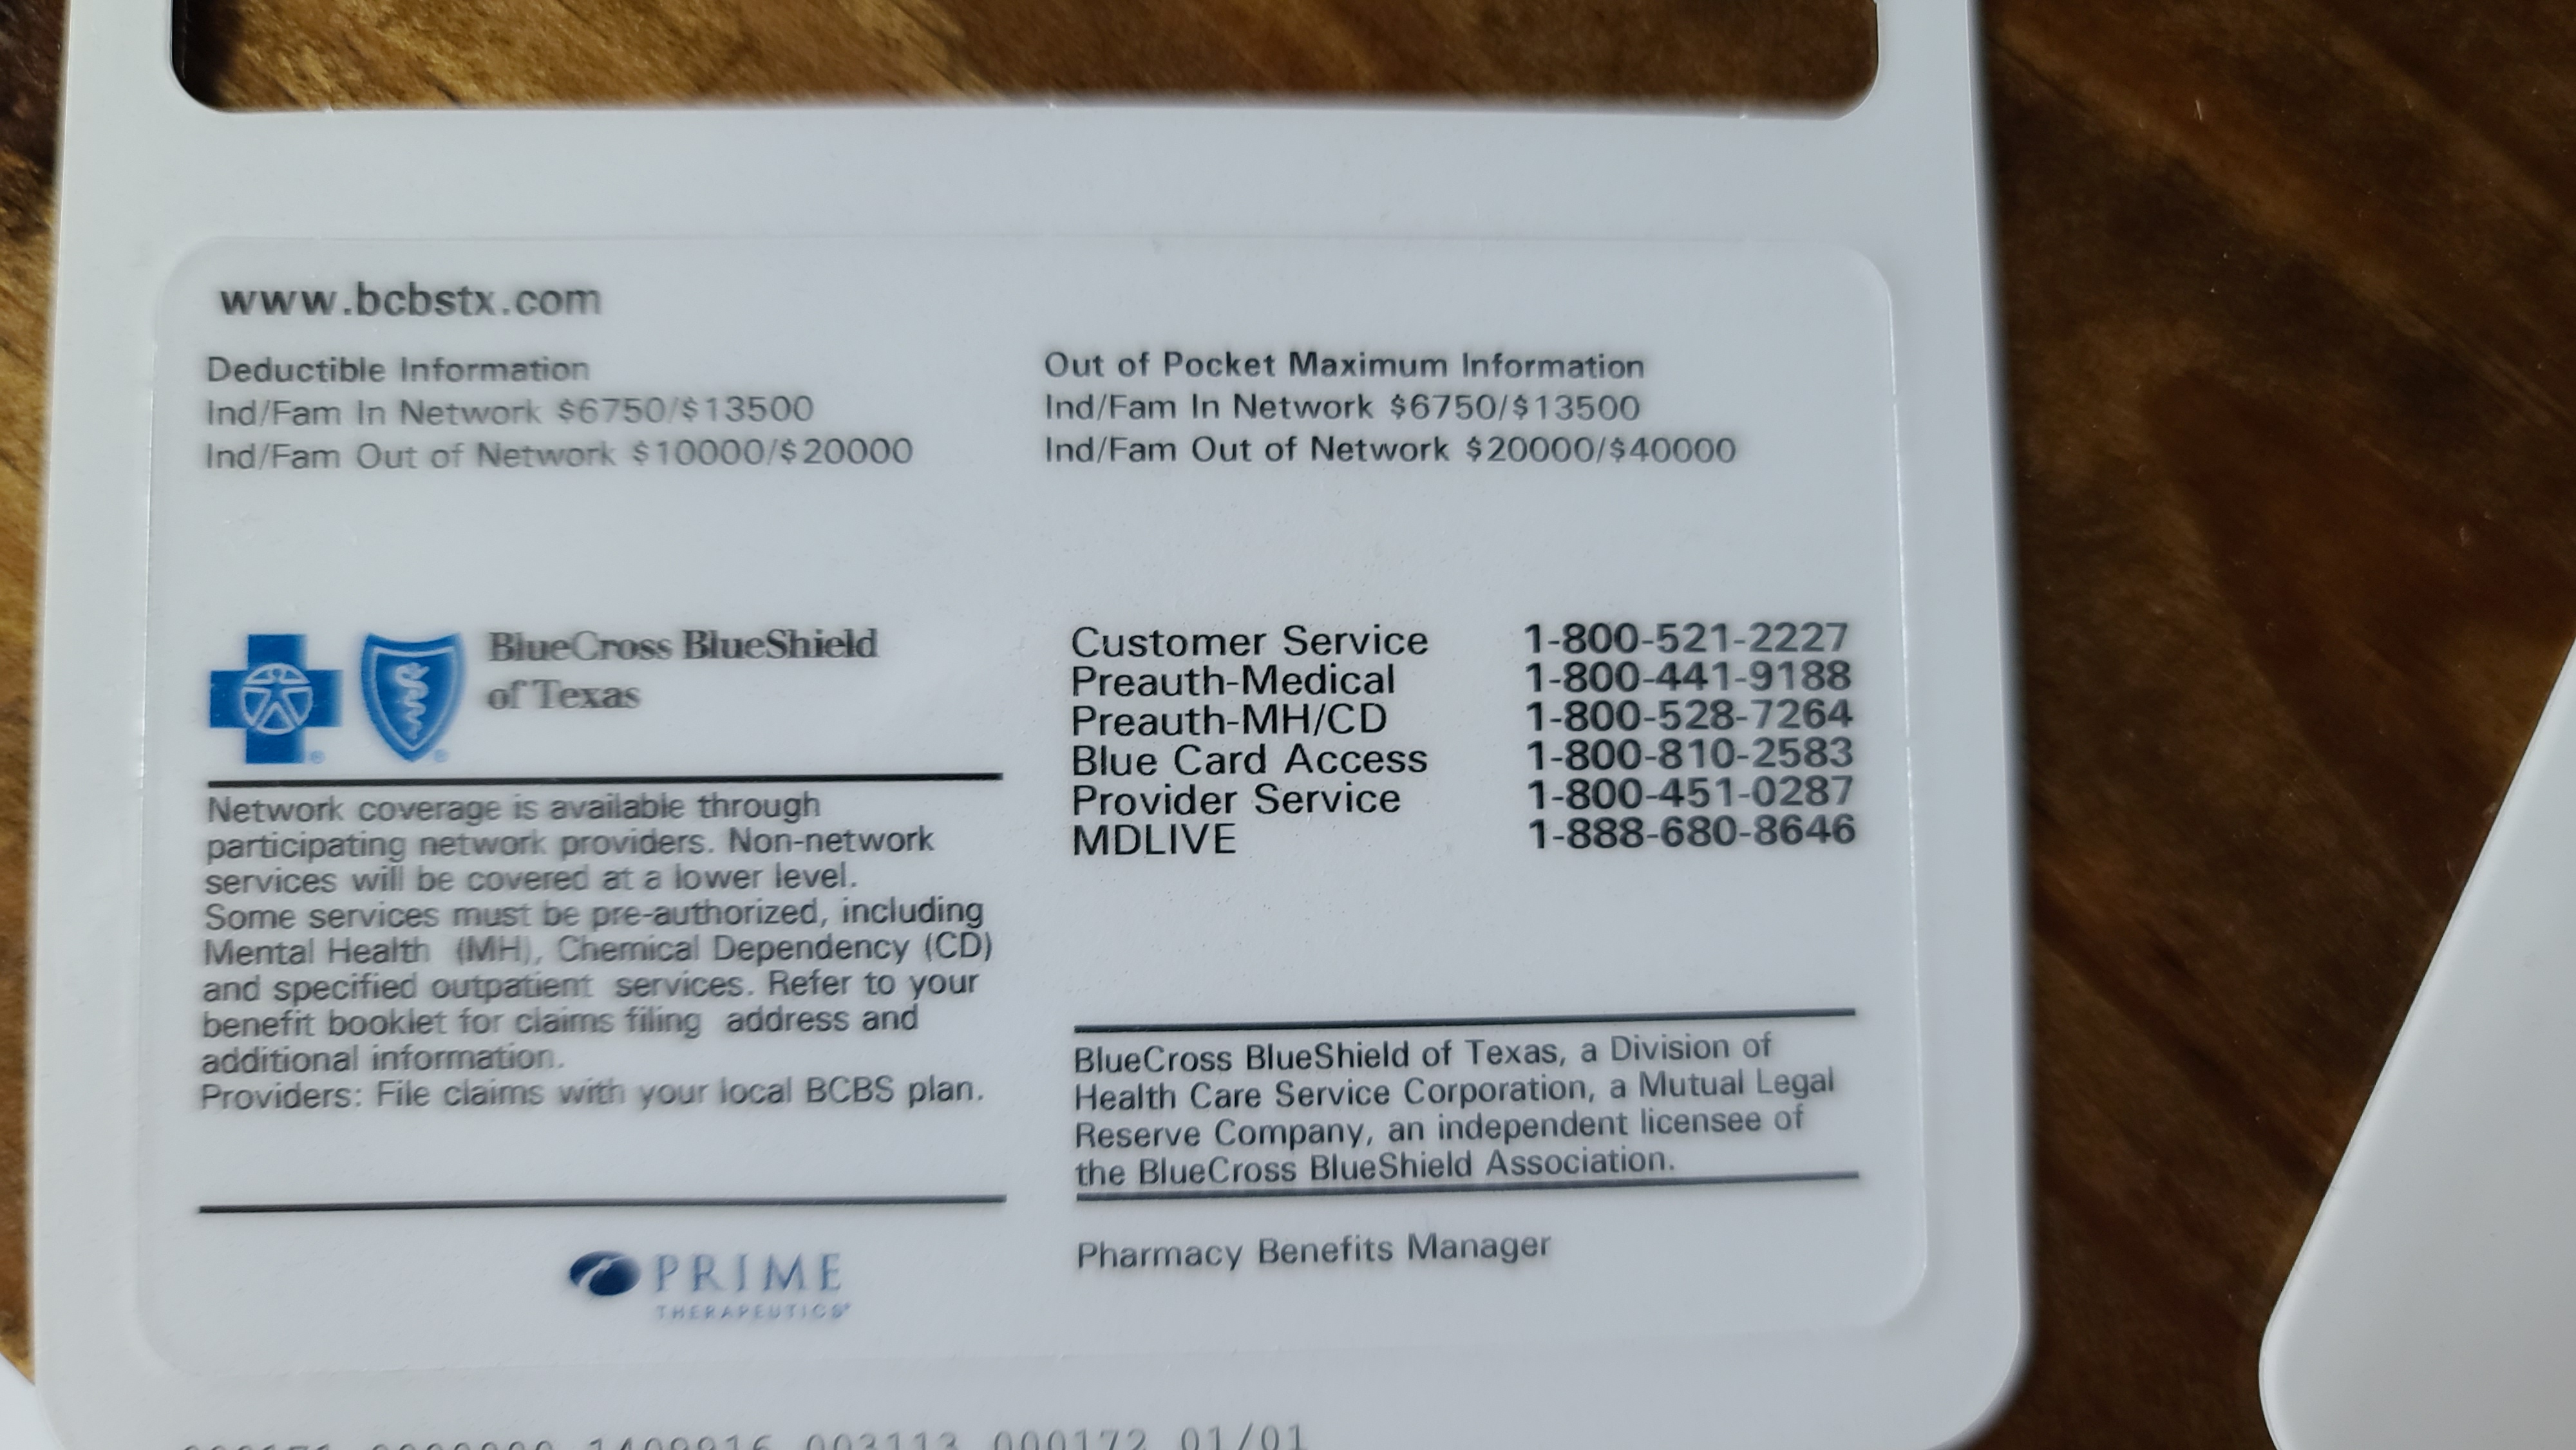 www.bcbstx.com
Deductible Information
Ind/Fam In Network $6750/$13500
Ind/Fam Out of Network $10000/$20000
Out of Pocket Maximum Information
Ind/Fam In Network $6750/$13500
Ind/Fam Out of Network $20000/$40000
BlueCross BlueShield
of Texas
Network coverage is available through
participating network providers. Non-network
services will be covered at a lower level.
Some services must be pre-authorized, including
Mental Health (MH), Chemical Dependency (CD)
and specified outpatient services. Refer to your
benefit booklet for claims filing address and
additional information.
Providers: File claims with your local BCBS plan.
PRIME
THERAPEUTICS®
Customer Service 1-800-521-2227
Preauth-Medical 1-800-441-9188
Preauth-MH/CD 1-800-528-7264
Blue Card Access 1-800-810-2583
Provider Service 1-800-451-0287
MDLIVE 1-888-680-8646
BlueCross BlueShield of Texas, a Division of
Health Care Service Corporation, a Mutual Legal
Reserve Company, an independent licensee of
the BlueCross BlueShield Association.
Pharmacy Benefits Manager
003113 000172 01/01